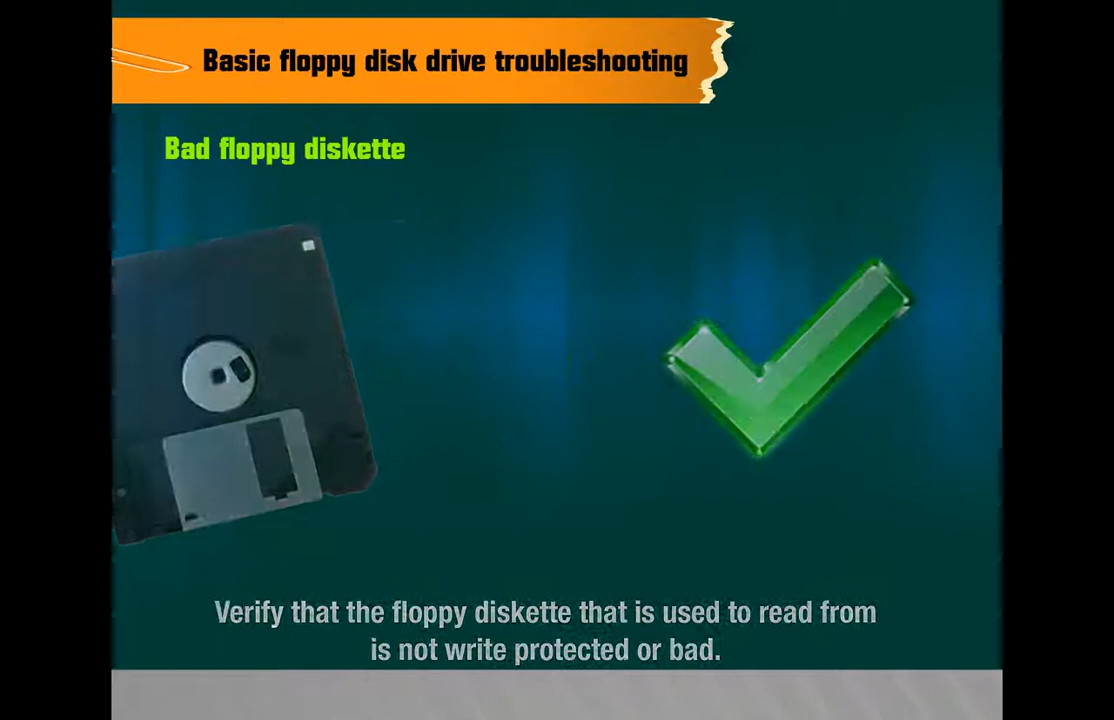 Basic floppy disk drive troubleshooting
Bad floppy diskette
Verify that the floppy diskette that is used to read from
is not write protected or bad.